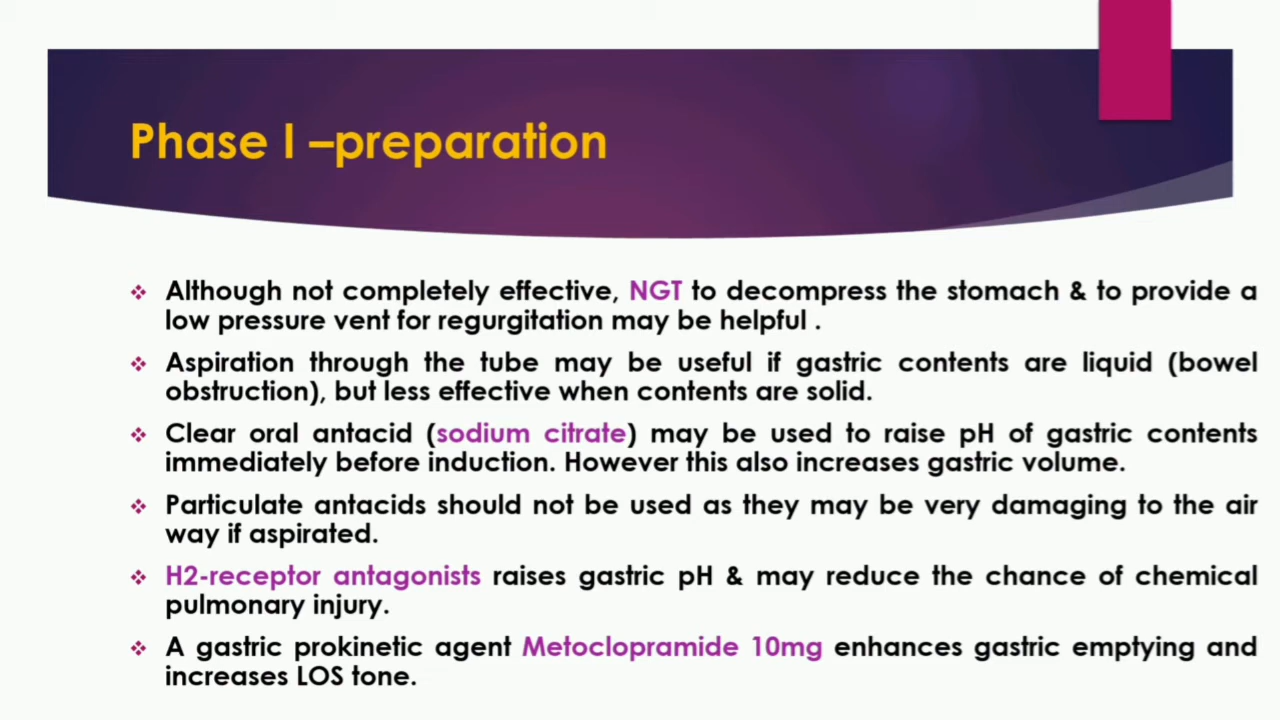 Phase I –preparation
Although not completely effective, NGT to decompress the stomach & to provide a
low pressure vent for regurgitation may be helpful .
Aspiration through the tube may be useful if gastric contents are liquid (bowel
obstruction), but less effective when contents are solid.
Clear oral antacid (sodium citrate) may be used to raise pH of gastric contents
immediately before induction. However this also increases gastric volume.
Particulate antacids should not be used as they may be very damaging to the air
way if aspirated.
H2-receptor antagonists raises gastric pH & may reduce the chance of chemical
pulmonary injury.
A gastric prokinetic agent Metoclopramide 10mg enhances gastric emptying and
increases LOS tone.